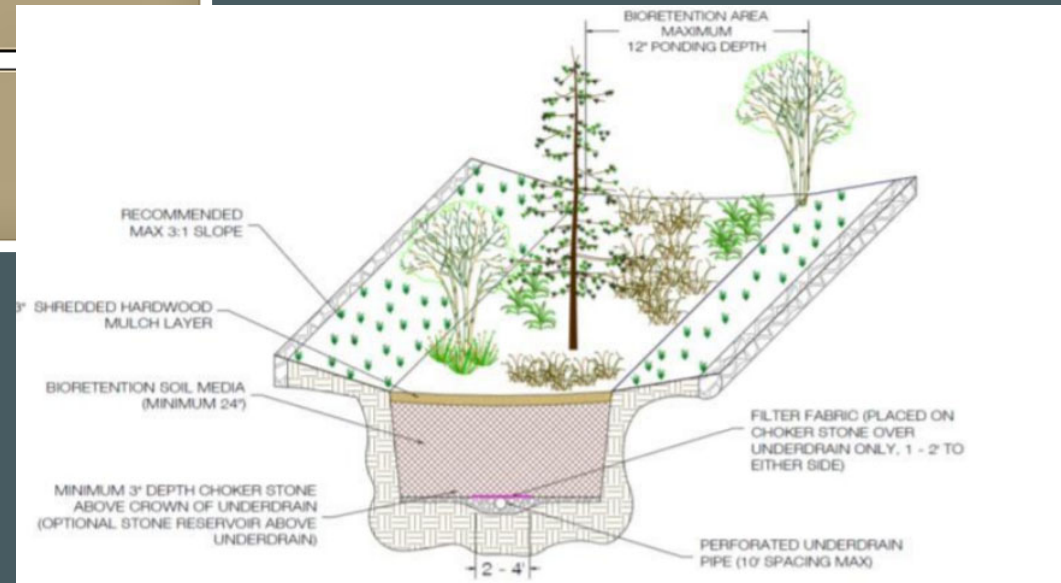 BIORETENTION AREA
MAXIMUM
12" PONDING DEPTH
RECOMMENDED
MAX 3:1 SLOPE
3" SHREDDED HARDWOOD
MULCH LAYER
BIORETENTION SOIL MEDIA
(MINIMUM 24")
MINIMUM 3" DEPTH CHOKER STONE
ABOVE CROWN OF UNDERDRAIN
(OPTIONAL STONE RESERVOIR ABOVE
UNDERDRAIN)
2 - 4'
FILTER FABRIC (PLACED ON
CHOKER STONE OVER
UNDERDRAIN ONLY, 1 - 2' TO
EITHER SIDE)
PERFORATED UNDERDRAIN
PIPE (10' SPACING MAX)